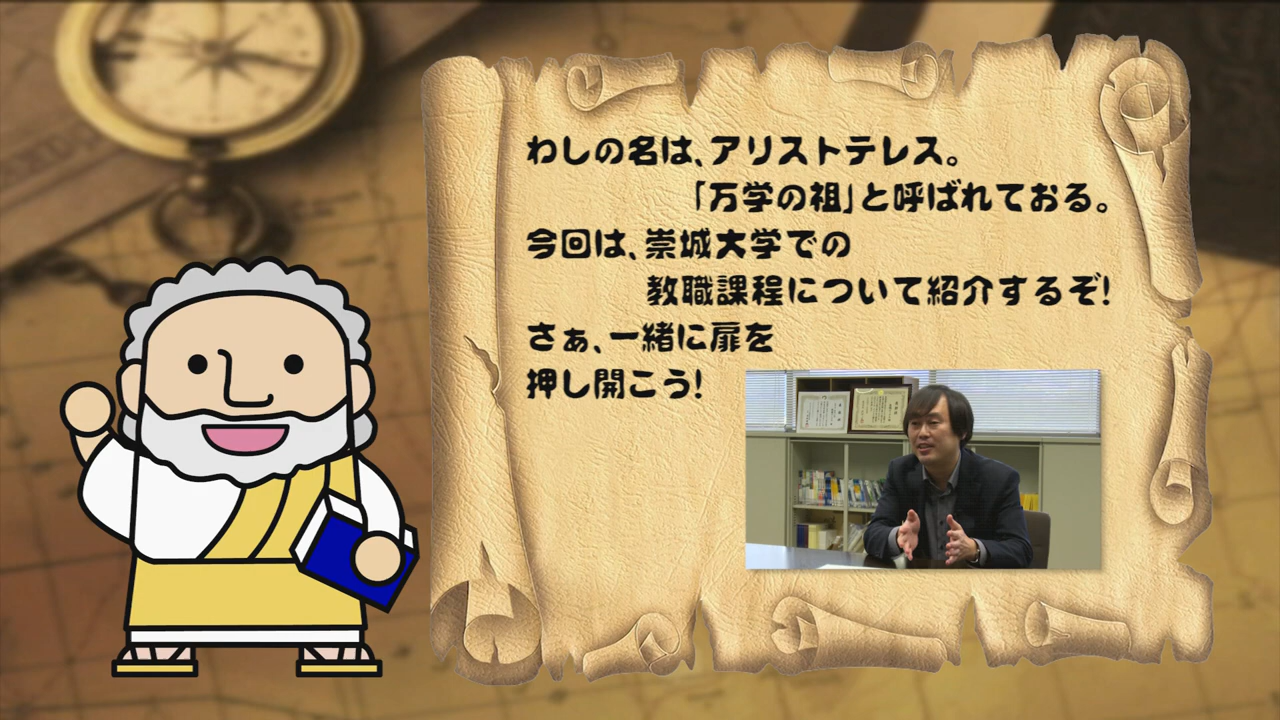 わしの名は、アリストテレス。
「万学の祖」と呼ばれておる。
今回は、崇城大学での
教職課程について紹介するぞ!
さぁ、一緒に扉を
押し開こう!